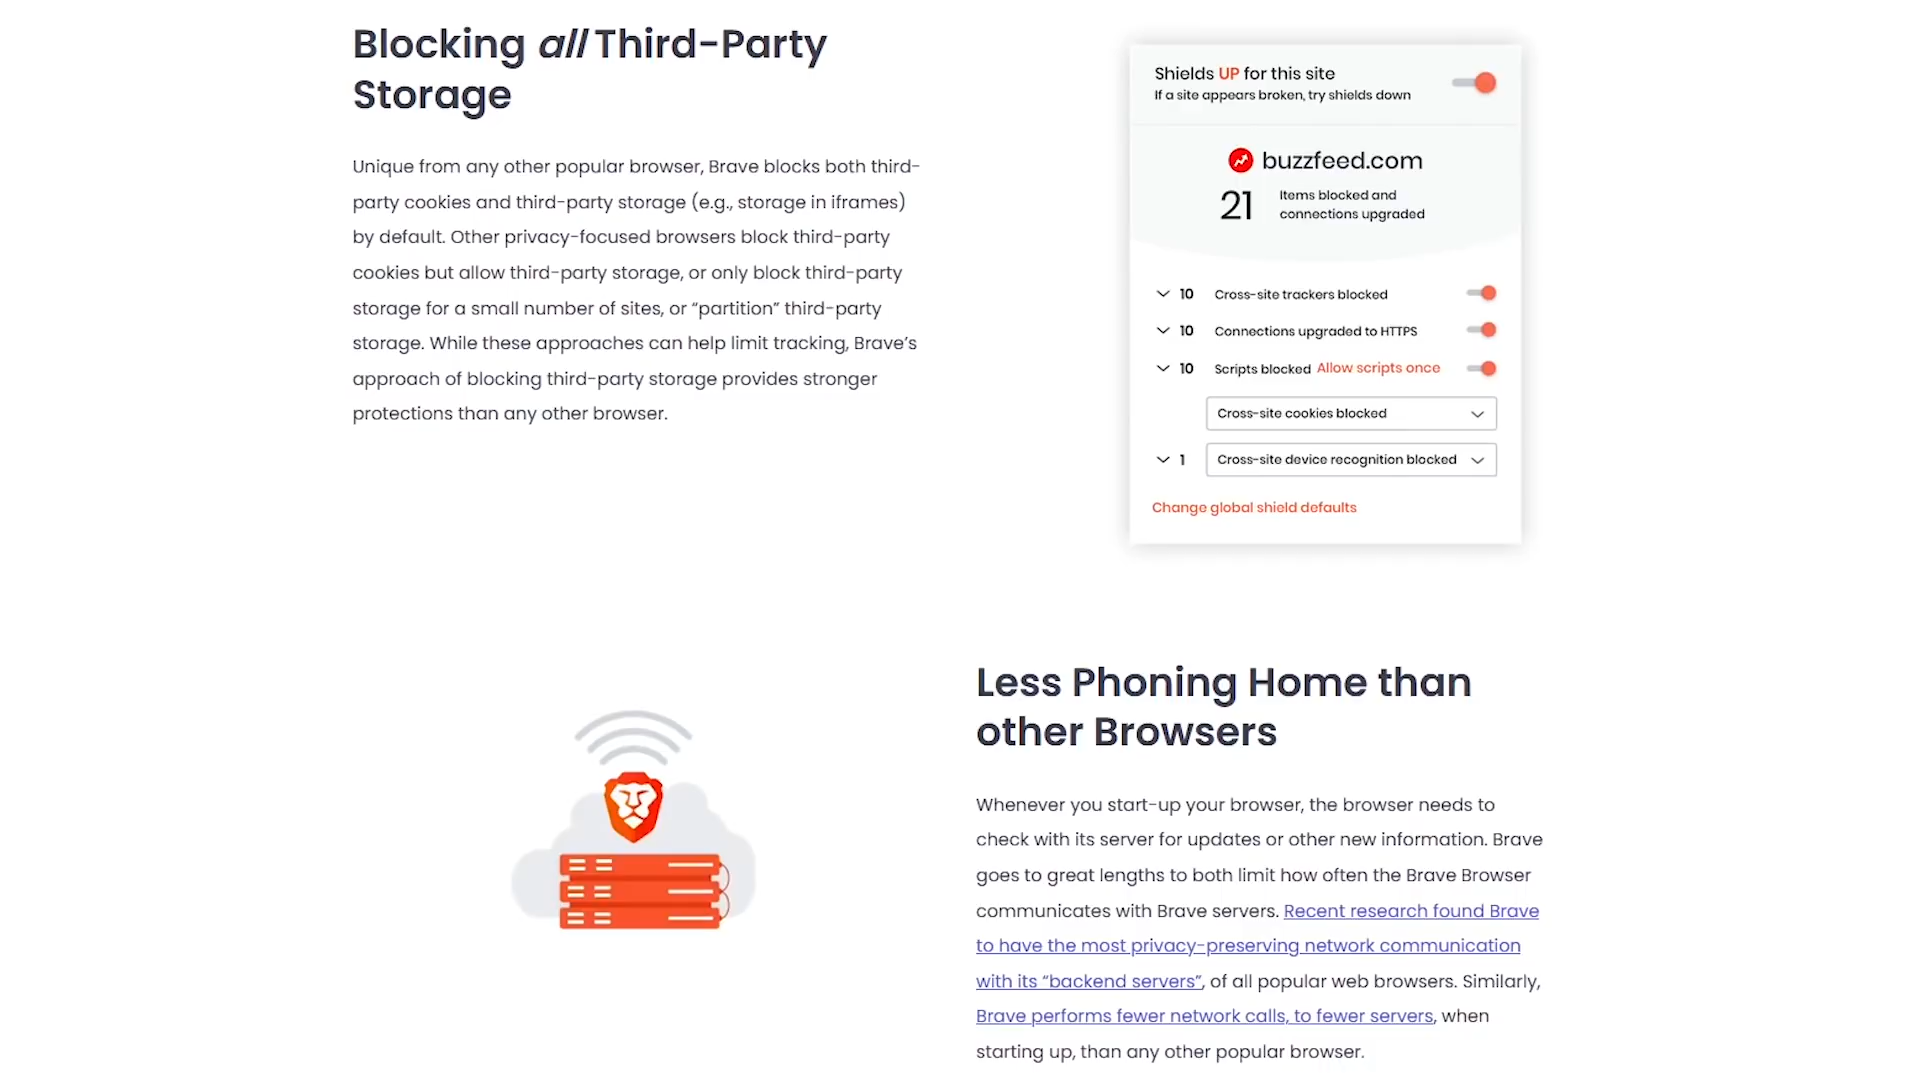 Blocking all Third-Party
Storage
Unique from any other popular browser, Brave blocks both third-
party cookies and third-party storage (e.g., storage in iframes)
by default. Other privacy-focused browsers block third-party
cookies but allow third-party storage, or only block third-party
storage for a small number of sites, or “partition” third-party
storage. While these approaches can help limit tracking, Brave’s
approach of blocking third-party storage provides stronger
protections than any other browser.
Shields UP for this site
If a site appears broken, try shields down
buzzfeed.com
21 Items blocked and
connections upgraded
10 Cross-site trackers blocked
10 Connections upgraded to HTTPS
10 Scripts blocked Allow scripts once
Cross-site cookies blocked
1 Cross-site device recognition blocked
Change global shield defaults
Less Phoning Home than
other Browsers
Whenever you start-up your browser, the browser needs to
check with its server for updates or other new information. Brave
goes to great lengths to both limit how often the Brave Browser
communicates with Brave servers. Recent research found Brave
to have the most privacy-preserving network communication
with its “backend servers”, of all popular web browsers. Similarly,
Brave performs fewer network calls, to fewer servers, when
starting up, than any other popular browser.